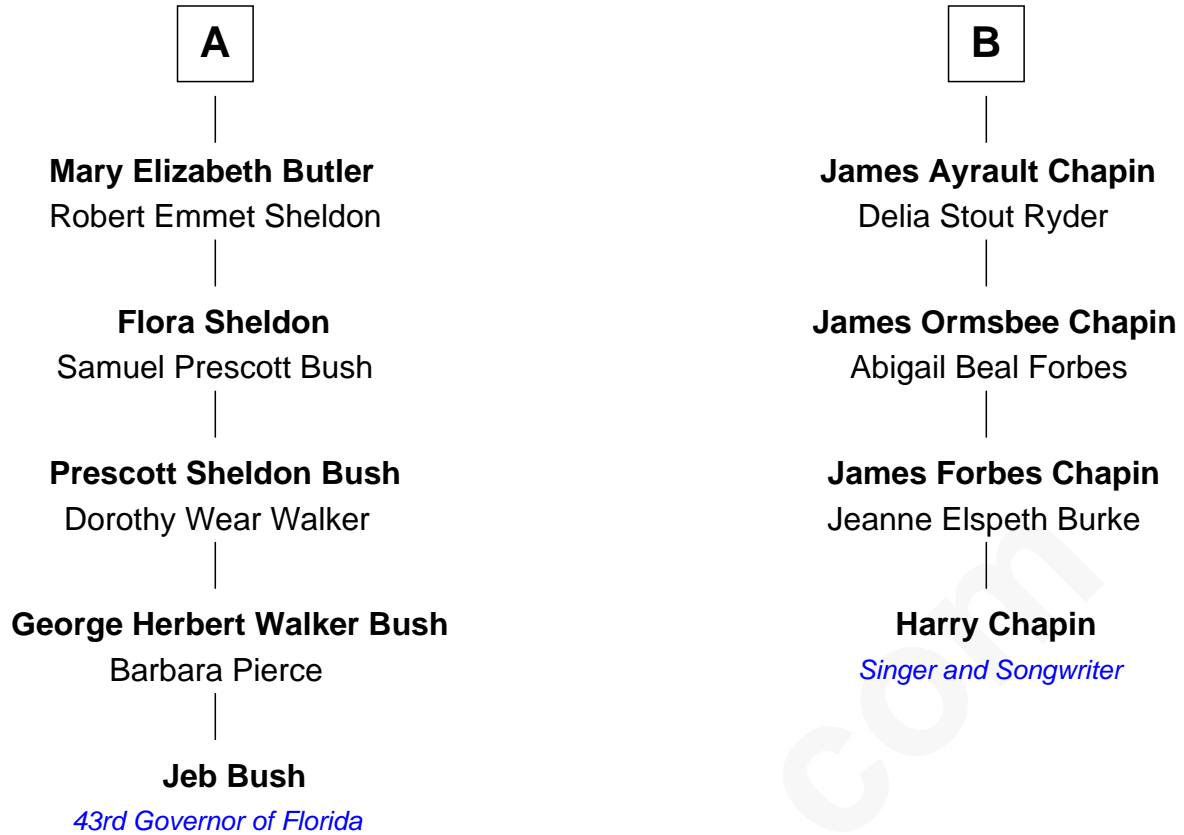 A
Mary Elizabeth Butler
Robert Emmet Sheldon
Flora Sheldon
Samuel Prescott Bush
Prescott Sheldon Bush
Dorothy Wear Walker
George Herbert Walker Bush
Barbara Pierce
Jeb Bush
43rd Governor of Florida
B
James Ayrault Chapin
Delia Stout Ryder
James Ormsbee Chapin
Abigail Beal Forbes
James Forbes Chapin
Jeanne Elspeth Burke
Harry Chapin
Singer and Songwriter
com